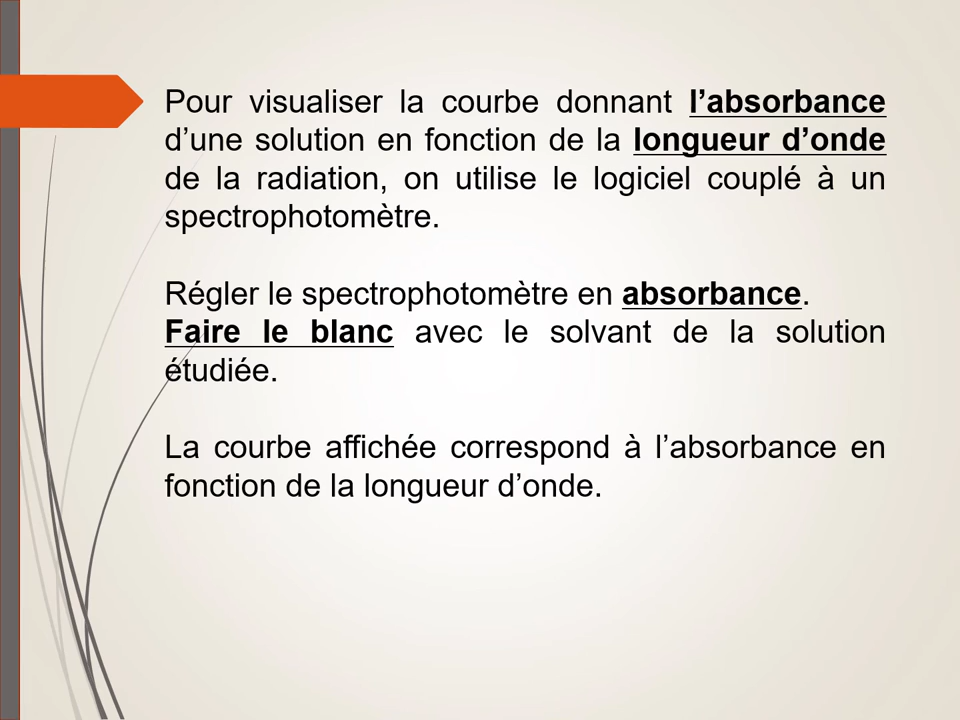 Pour visualiser la courbe donnant l’absorbance
d’une solution en fonction de la longueur d’onde
de la radiation, on utilise le logiciel couplé à un
spectrophotomètre.
Régler le spectrophotomètre en absorbance.
Faire le blanc avec le solvant de la solution
étudiée.
La courbe affichée correspond à l’absorbance en
fonction de la longueur d’onde.